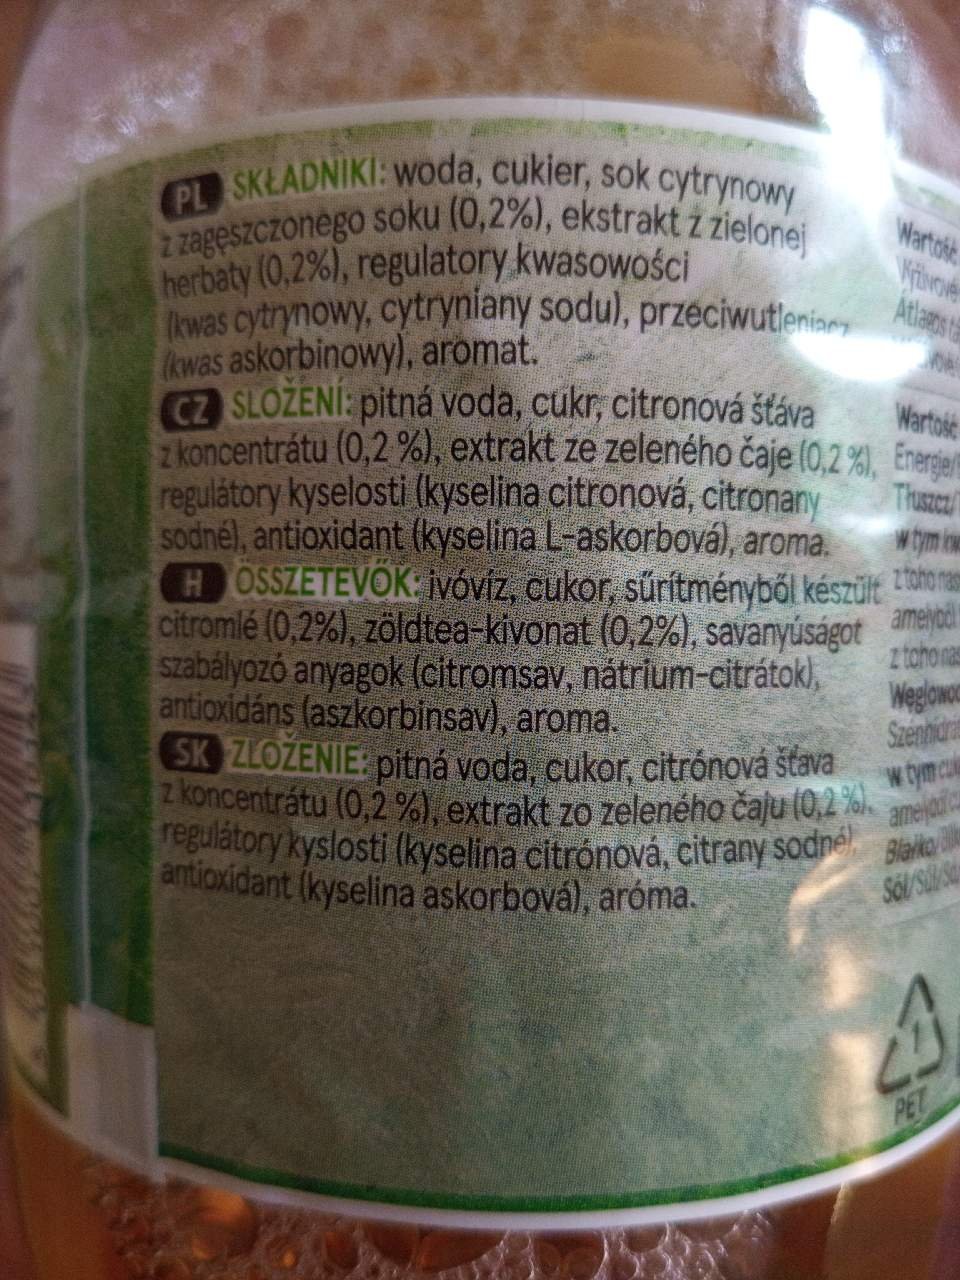 PL SKŁADNIKI: woda, cukier, sok cytrynowy
z zagęszczonego soku (0,2%), ekstrakt z zielonej
herbaty (0,2%), regulatory kwasowości
(kwas cytrynowy, cytryniany sodu), przeciwutleniacz
(kwas askorbinowy), aromat.
CZ SLOŽENÍ: pitná voda, cukr, citronová šťáva
z koncentrátu (0,2 %), extrakt ze zeleného čaje (0,2 %),
regulátory kyselosti (kyselina citronová, citronany
sodné), antioxidant (kyselina L-askorbová), aroma.
H ÖSSZETEVŐK: ivóvíz, cukor, sűrítményből készült
citromlé (0,2%), zöldtea-kivonat (0,2%), savanyúságot
szabályozó anyagok (citromsav, nátrium-citrátok),
antioxidáns (aszkorbinsav), aroma.
SK ZLOŽENIE: pitná voda, cukor, citrónová šťava
z koncentrátu (0,2 %), extrakt zo zeleného čaju (0,2 %),
regulátory kyslosti (kyselina citrónová, citrany sodné),
antioxidant (kyselina askorbová), aróma.
Wartość
Wartość
Energie/
Tłuszcz/
w tym
z toho
z toho
w tym
Sól/
1
PET